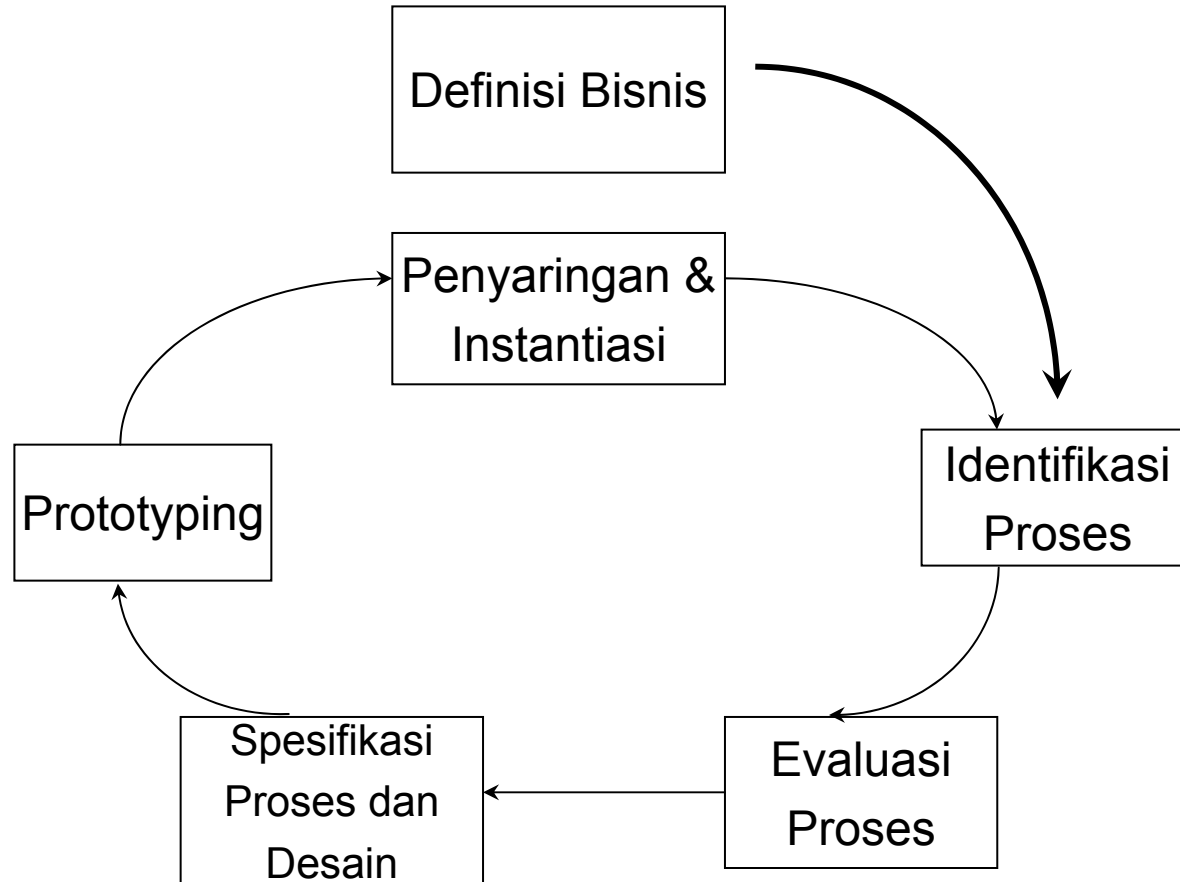 Definisi Bisnis
Penyaringan &
Instantiasi
Identifikasi
Proses
Prototyping
Spesifikasi
Proses dan
Desain
Evaluasi
Proses